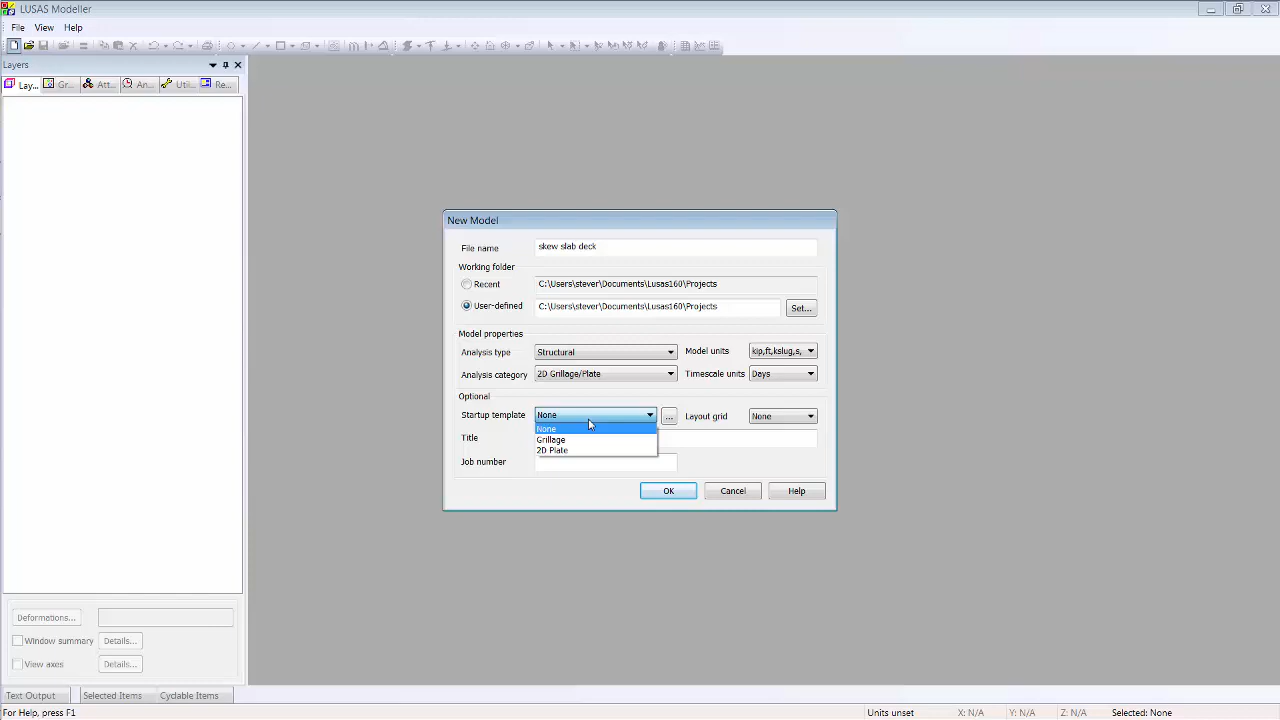 LUSAS Modeller
File View Help
Layers
Lay... Gr... Att... An... Util... Re...
New Model
File name skew slab deck
Working folder
Recent C:\Users\stever\Documents\Lusas160\Projects
User-defined C:\Users\stever\Documents\Lusas160\Projects Set...
Model properties
Analysis type Structural Model units kip,ft,kslug,s,
Analysis category 2D Grillage/Plate Timescale units Days
Optional
Startup template None ... Layout grid None
None
Title Grillage
2D Plate
Job number
OK Cancel Help
Deformations...
Window summary Details...
View axes Details...
Text Output Selected Items Cyclable Items
For Help, press F1 Units unset X: N/A Y: N/A Z: N/A Selected: None